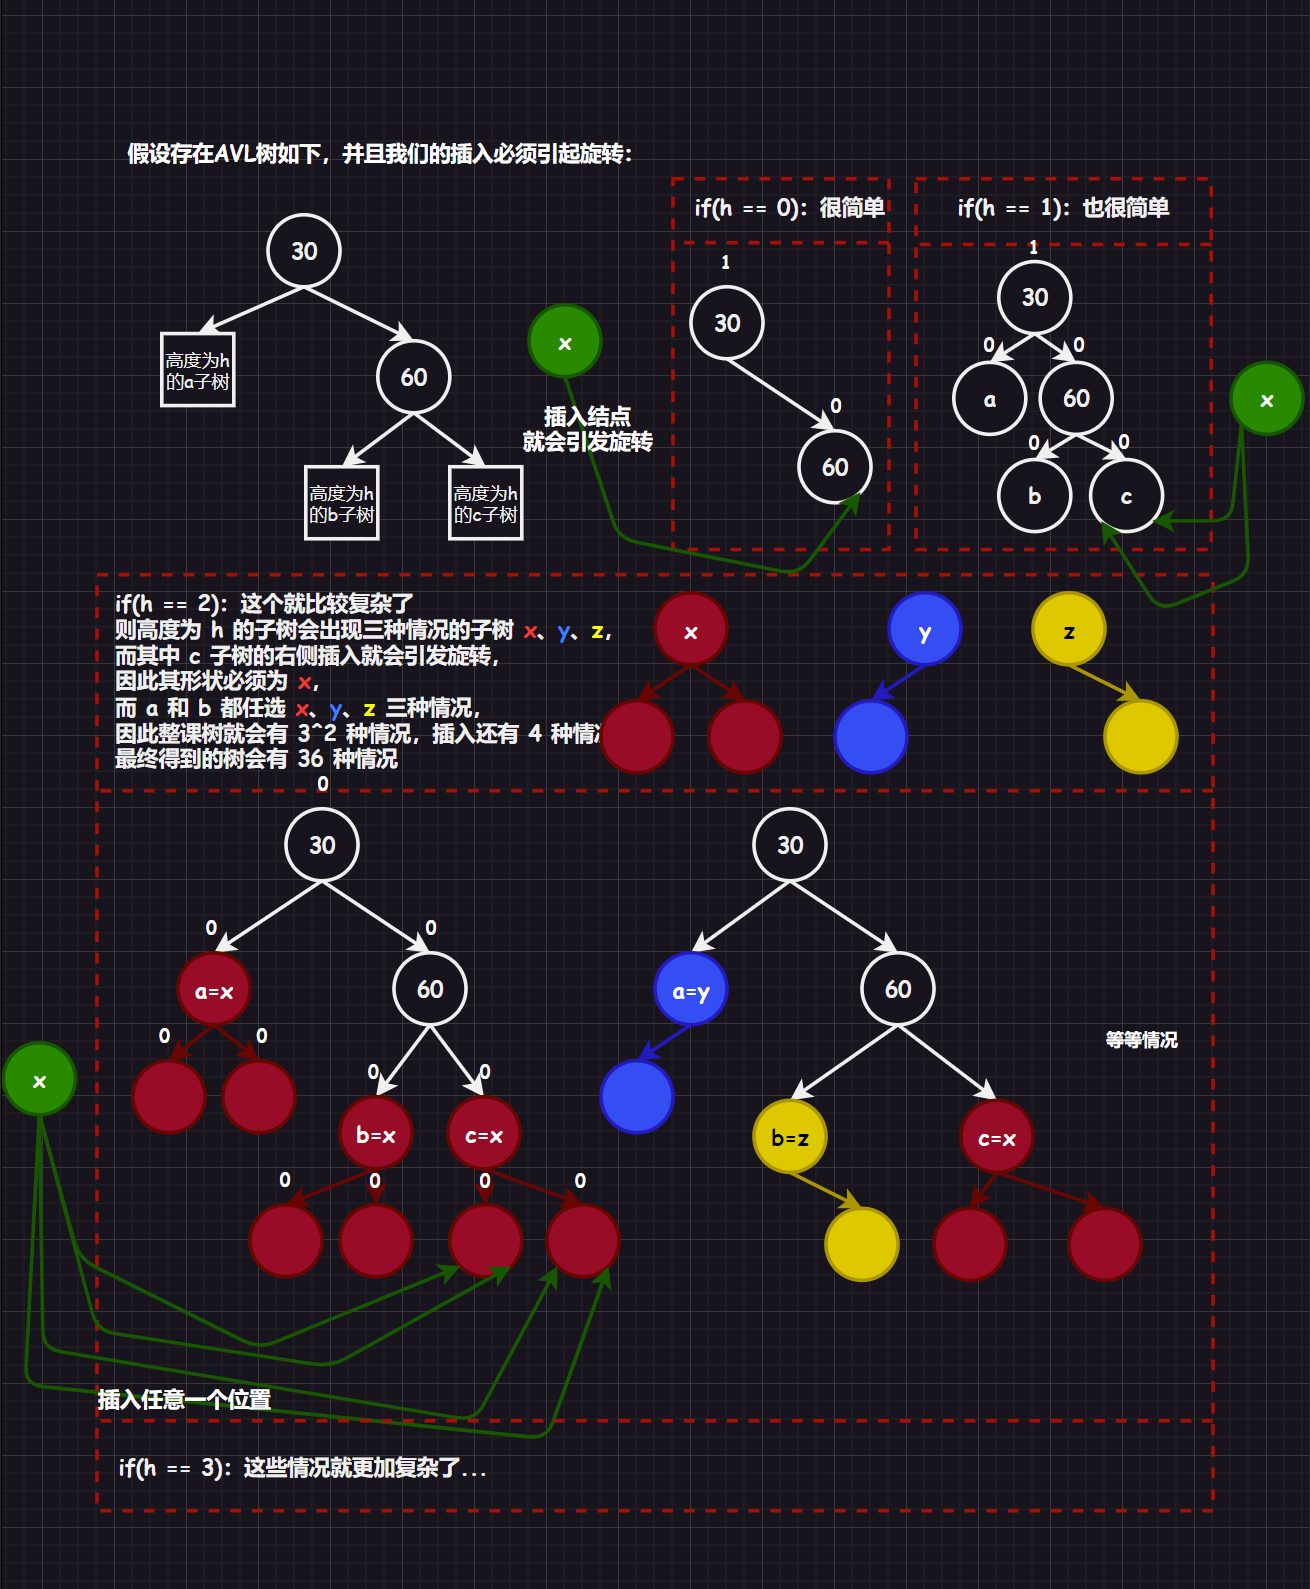 假设存在AVL树如下，并且我们的插入必须引起旋转：
if(h == 0)：很简单
if(h == 1)：也很简单
30
高度为h
的a子树
60
高度为h
的b子树
高度为h
的c子树
x
插入结点
就会引发旋转
1
30
0
60
1
30
0
0
a
60
0
0
b
c
x
if(h == 2)：这个就比较复杂了
则高度为 h 的子树会出现三种情况的子树 x、y、z，
而其中 c 子树的右侧插入就会引发旋转，
因此其形状必须为 x，
而 a 和 b 都任选 x、y、z 三种情况，
因此整课树就会有 3^2 种情况，插入还有 4 种情
最终得到的树会有 36 种情况
x
y
z
0
30
0
0
a=x
60
0
0
0
0
b=x
c=x
0
0
0
0
x
插入任意一个位置
30
a=y
60
b=z
c=x
等等情况
if(h == 3)：这些情况就更加复杂了...